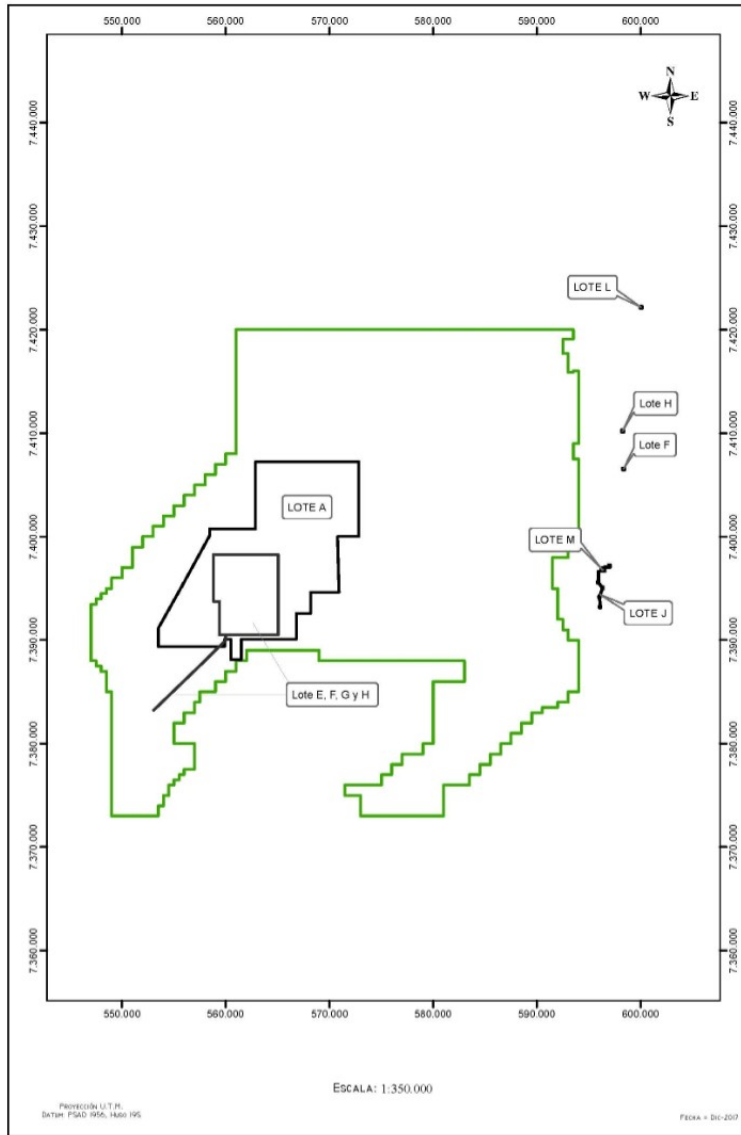 550.000 560.000 570.000 580.000 590.000 600.000
N
W E
S
7.440.000 7.440.000
7.430.000 7.430.000
LOTE L
7.420.000 7.420.000
Lote H
7.410.000 7.410.000
Lote F
LOTE A
7.400.000 7.400.000
LOTE M
LOTE J
7.390.000 7.390.000
Lote E, F, G y H
7.380.000 7.380.000
7.370.000 7.370.000
7.360.000 7.360.000
550.000 560.000 570.000 580.000 590.000 600.000
ESCALA: 1:350.000
PROYECCIÓN U.T.M.
DATUM PSAD 1956, HUSO 19S
FECHA = DIC-2017